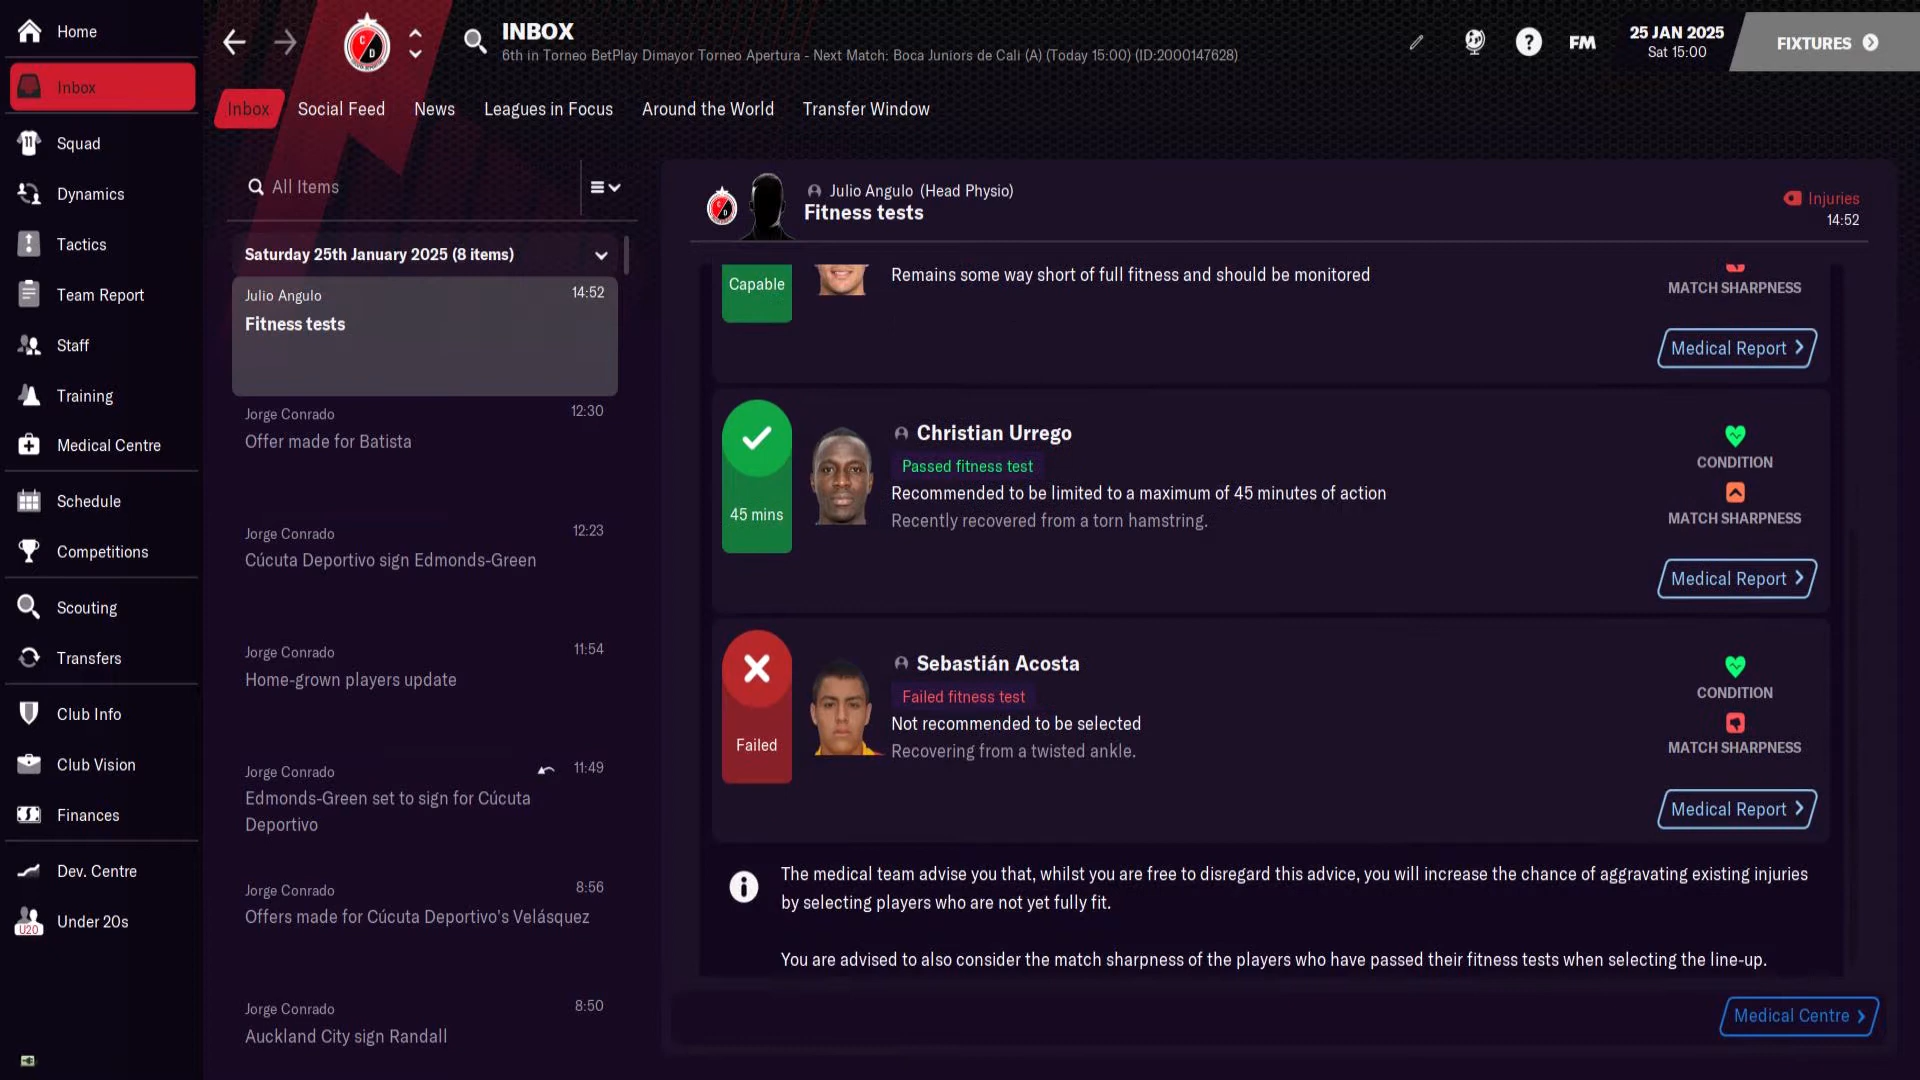 Home
Inbox
Squad
Dynamics
Tactics
Team Report
Staff
Training
Medical Centre
Schedule
Competitions
Scouting
Transfers
Club Info
Club Vision
Finances
Dev. Centre
U20
Under 20s
C
D
INBOX
6th in Torneo BetPlay Dimayor Torneo Apertura - Next Match: Boca Juniors de Cali (A) (Today 15:00) (ID:2000147628)
?
FM
25 JAN 2025
Sat 15:00
FIXTURES
Inbox
Social Feed
News
Leagues in Focus
Around the World
Transfer Window
All Items
Saturday 25th January 2025 (8 items)
Julio Angulo
14:52
Fitness tests
Jorge Conrado
12:30
Offer made for Batista
Jorge Conrado
12:23
Cúcuta Deportivo sign Edmonds-Green
Jorge Conrado
11:54
Home-grown players update
Jorge Conrado
11:49
Edmonds-Green set to sign for Cúcuta
Deportivo
Jorge Conrado
8:56
Offers made for Cúcuta Deportivo's Velásquez
Jorge Conrado
8:50
Auckland City sign Randall
C
D
Julio Angulo (Head Physio)
Fitness tests
Injuries
14:52
Capable
Remains some way short of full fitness and should be monitored
MATCH SHARPNESS
Medical Report
45 mins
Christian Urrego
Passed fitness test
Recommended to be limited to a maximum of 45 minutes of action
Recently recovered from a torn hamstring.
CONDITION
MATCH SHARPNESS
Medical Report
Failed
Sebastián Acosta
Failed fitness test
Not recommended to be selected
Recovering from a twisted ankle.
CONDITION
MATCH SHARPNESS
Medical Report
The medical team advise you that, whilst you are free to disregard this advice, you will increase the chance of aggravating existing injuries
by selecting players who are not yet fully fit.
You are advised to also consider the match sharpness of the players who have passed their fitness tests when selecting the line-up.
Medical Centre